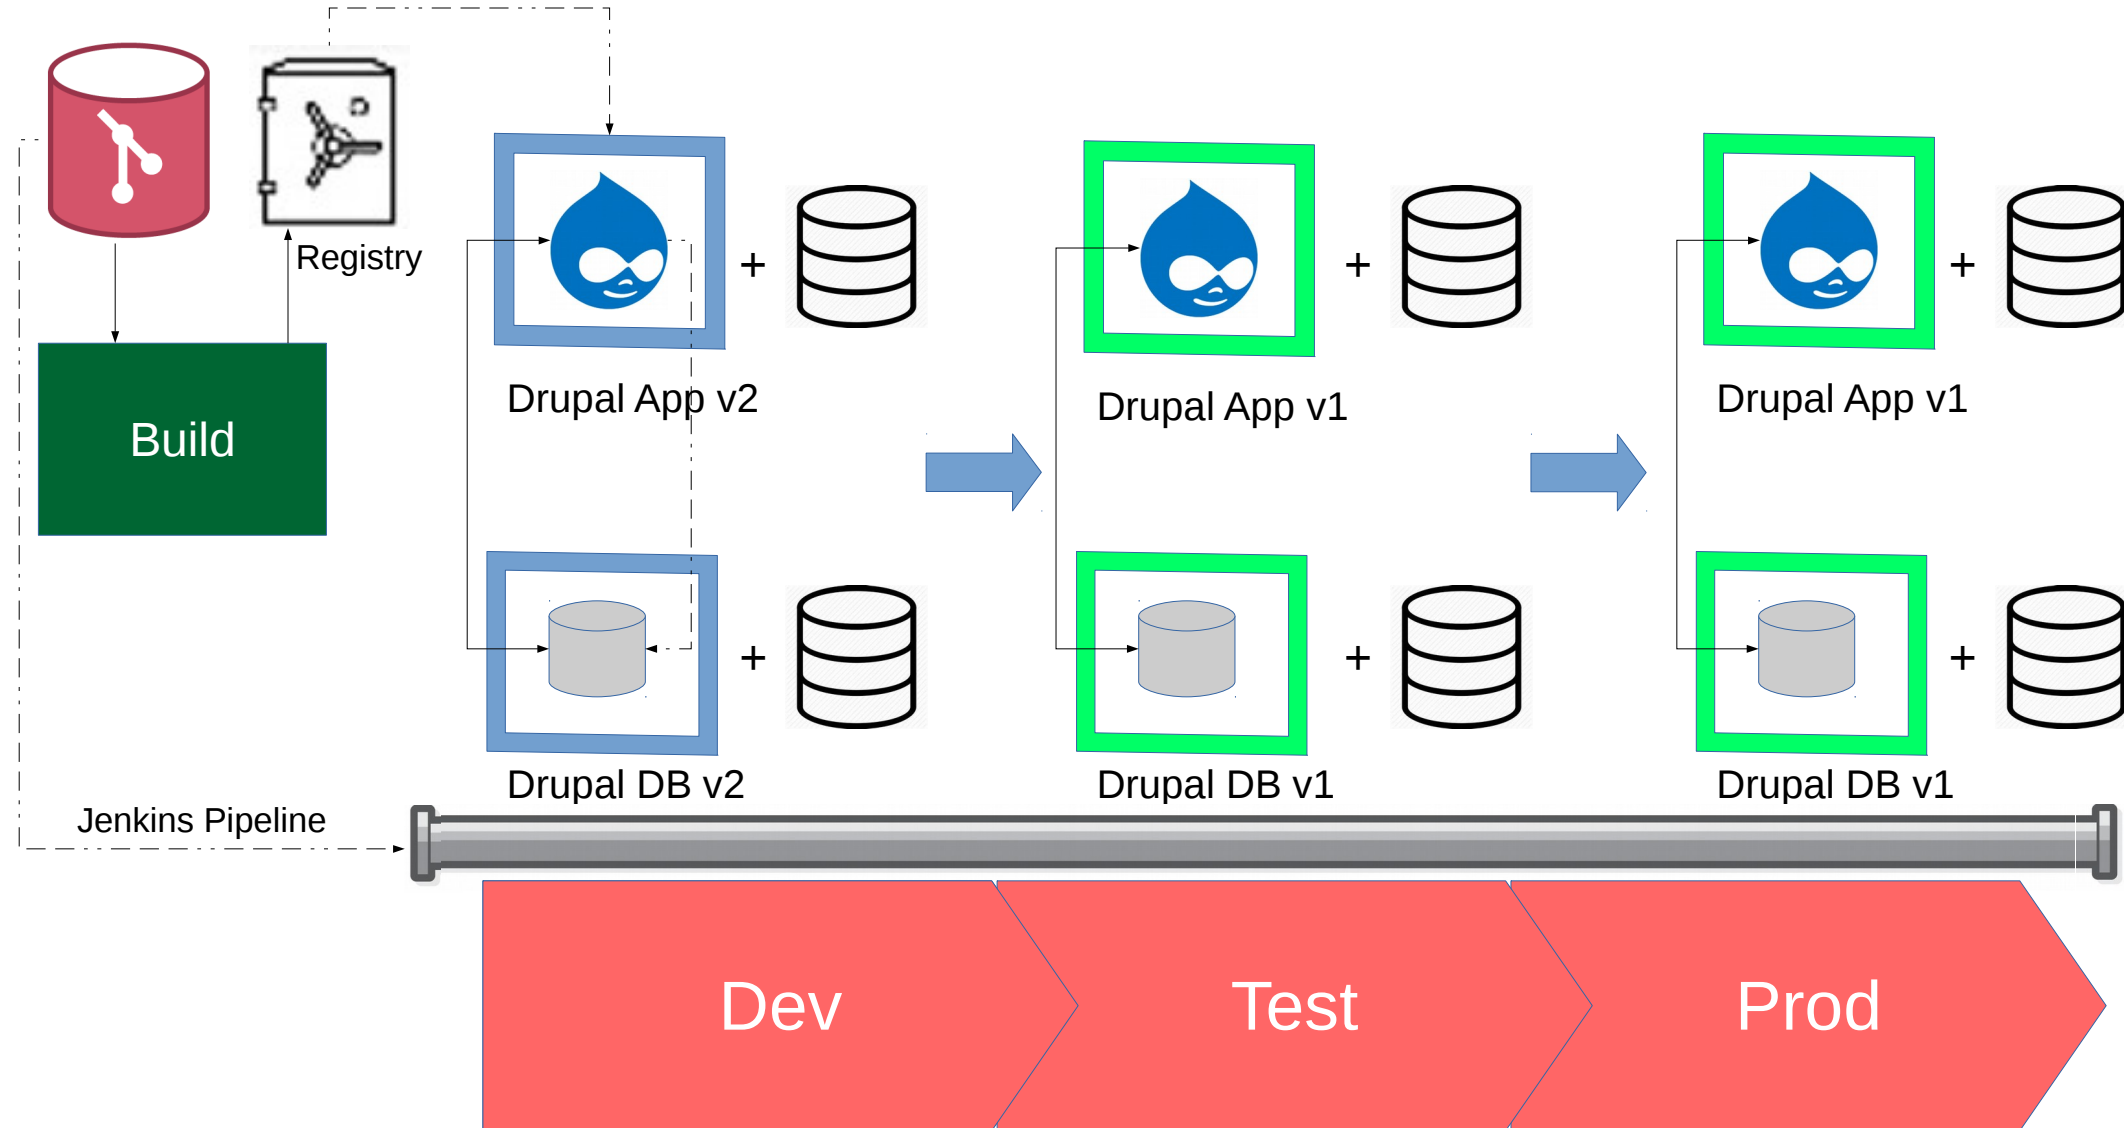 Registry
Build
+
+
+
Drupal App v2
Drupal App v1
Drupal App v1
+
+
+
Drupal DB v2
Drupal DB v1
Drupal DB v1
Jenkins Pipeline
Dev
Test
Prod